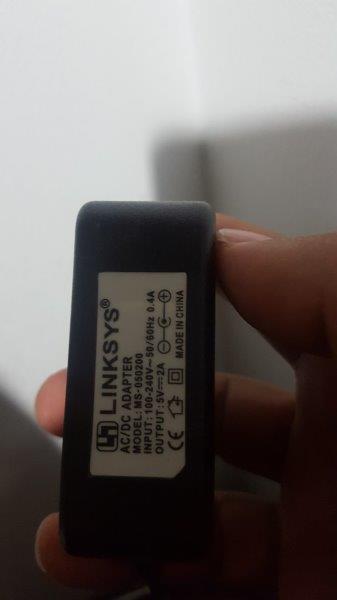 LINKSYS®
AC/DC ADAPTER
MODEL: MS-050200
INPUT:100-240V~50/60Hz 0.4A
OUTPUT:5V⎓2A
CE
MADE IN CHINA